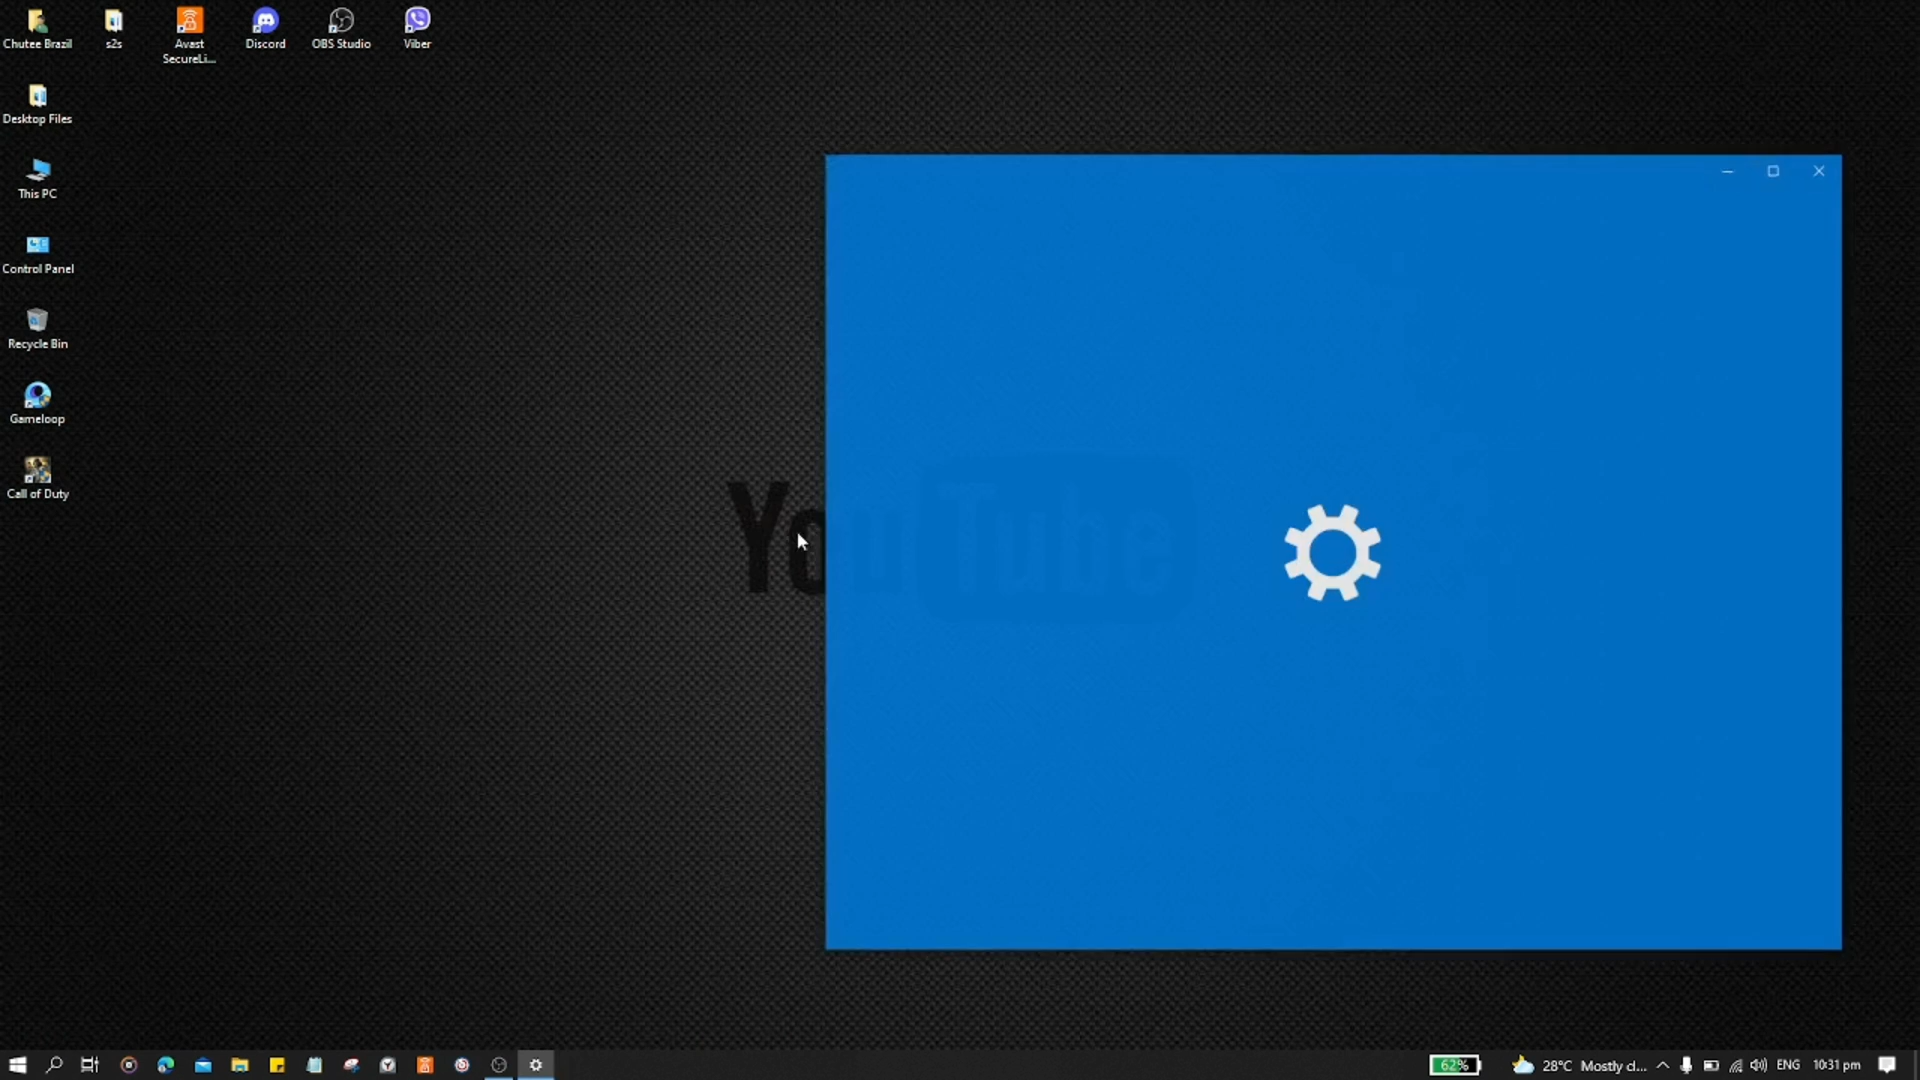 Chutee Brazil
s2s
Avast
SecureLi...
Discord
OBS Studio
Viber
Desktop Files
This PC
Control Panel
Recycle Bin
Gameloop
Call of Duty
YouTube
62%
28°C Mostly cl...
ENG
10:31 pm